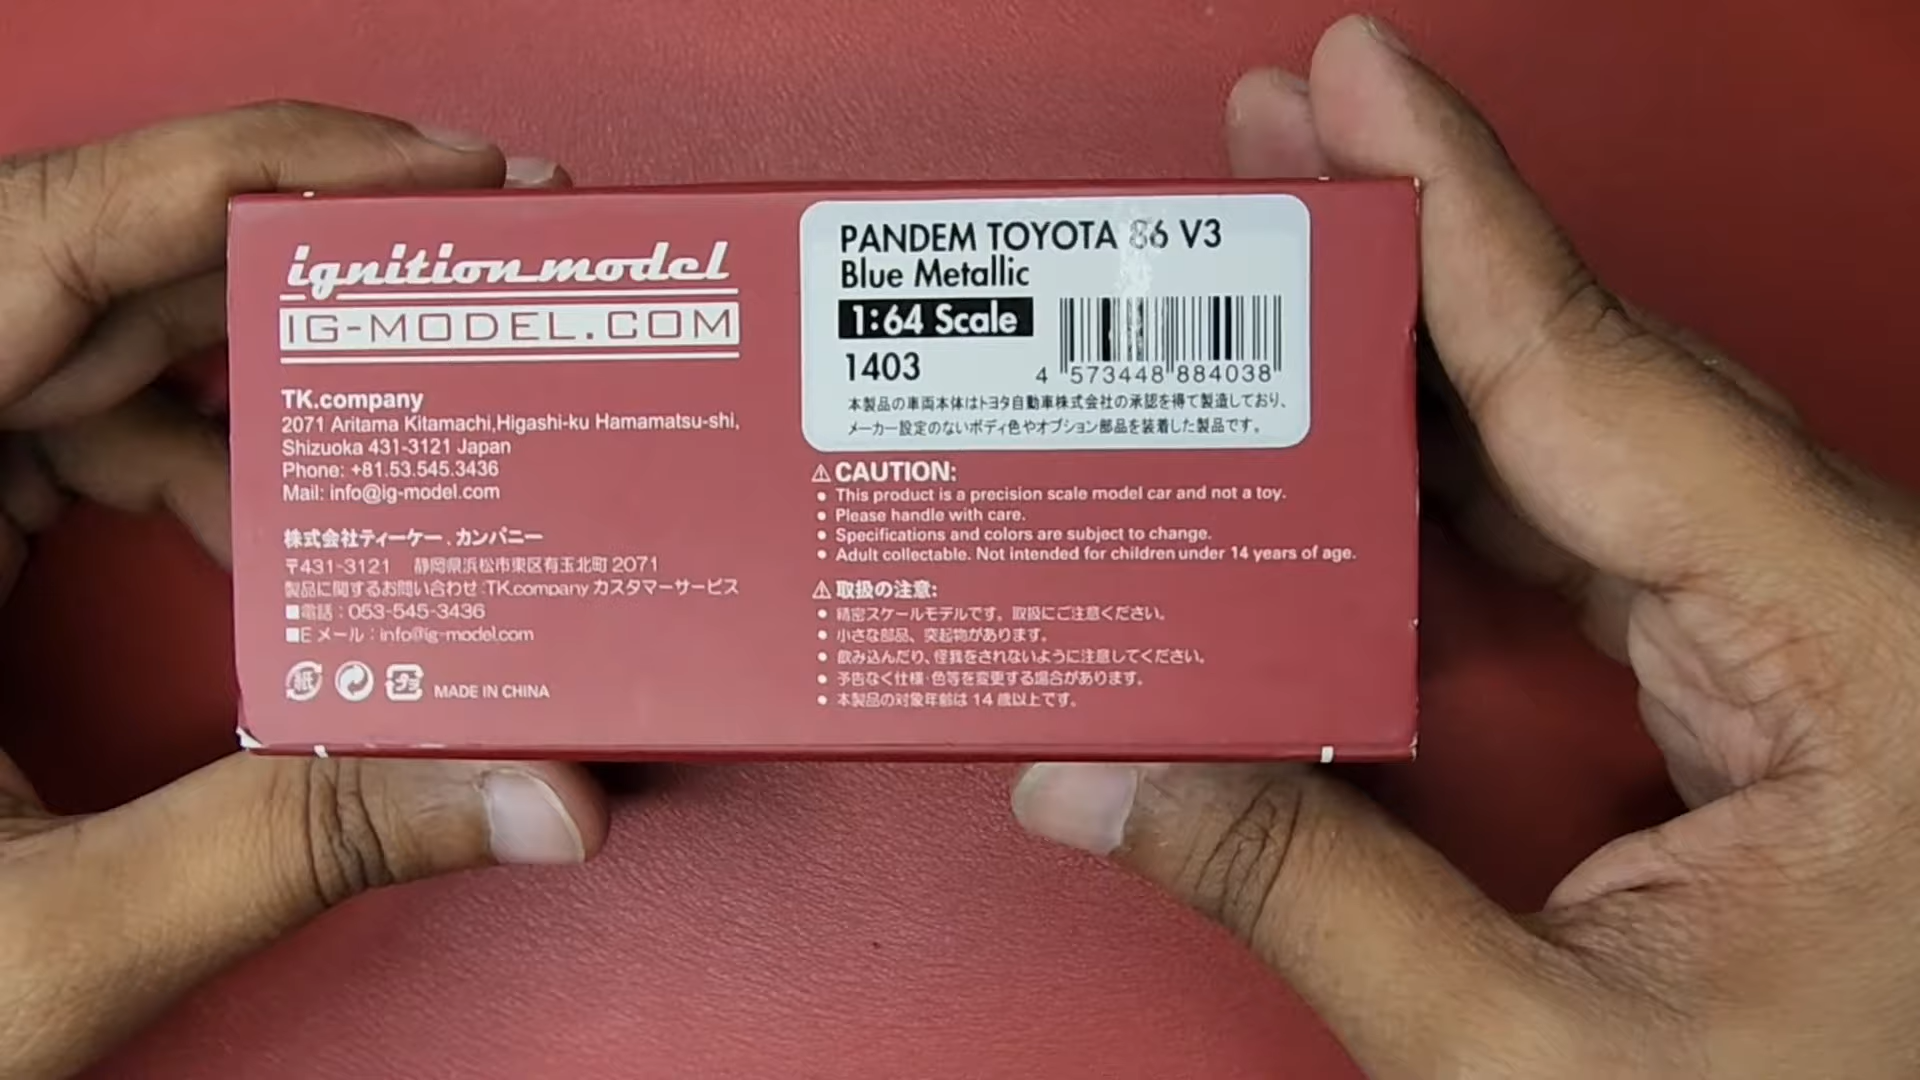 ignition model
IG-MODEL.COM
TK.company
2071 Aritama Kitamachi,Higashi-ku Hamamatsu-shi,
Shizuoka 431-3121 Japan
Phone: +81.53.545.3436
Mail: info@ig-model.com
株式会社ティーケー.カンパニー
〒431-3121 静岡県浜松市東区有玉北町 2071
製品に関するお問い合わせ:TK.company カスタマーサービス
■電話:053-545-3436
■E メール:info@ig-model.com
紙 プラ MADE IN CHINA
PANDEM TOYOTA 86 V3
Blue Metallic
1:64 Scale
1403
4 573448 884038
本製品の車両本体はトヨタ自動車株式会社の承認を得て製造しており、
メーカー設定のないボディ色やオプション部品を装着した製品です。
⚠ CAUTION:
● This product is a precision scale model car and not a toy.
● Please handle with care.
● Specifications and colors are subject to change.
● Adult collectable. Not intended for children under 14 years of age.
⚠ 取扱の注意:
● 精密スケールモデルです。取扱にご注意ください。
● 小さな部品、突起物があります。
● 飲み込んだり、怪我をされないように注意してください。
● 予告なく仕様・色等を変更する場合があります。
● 本製品の対象年齢は 14 歳以上です。